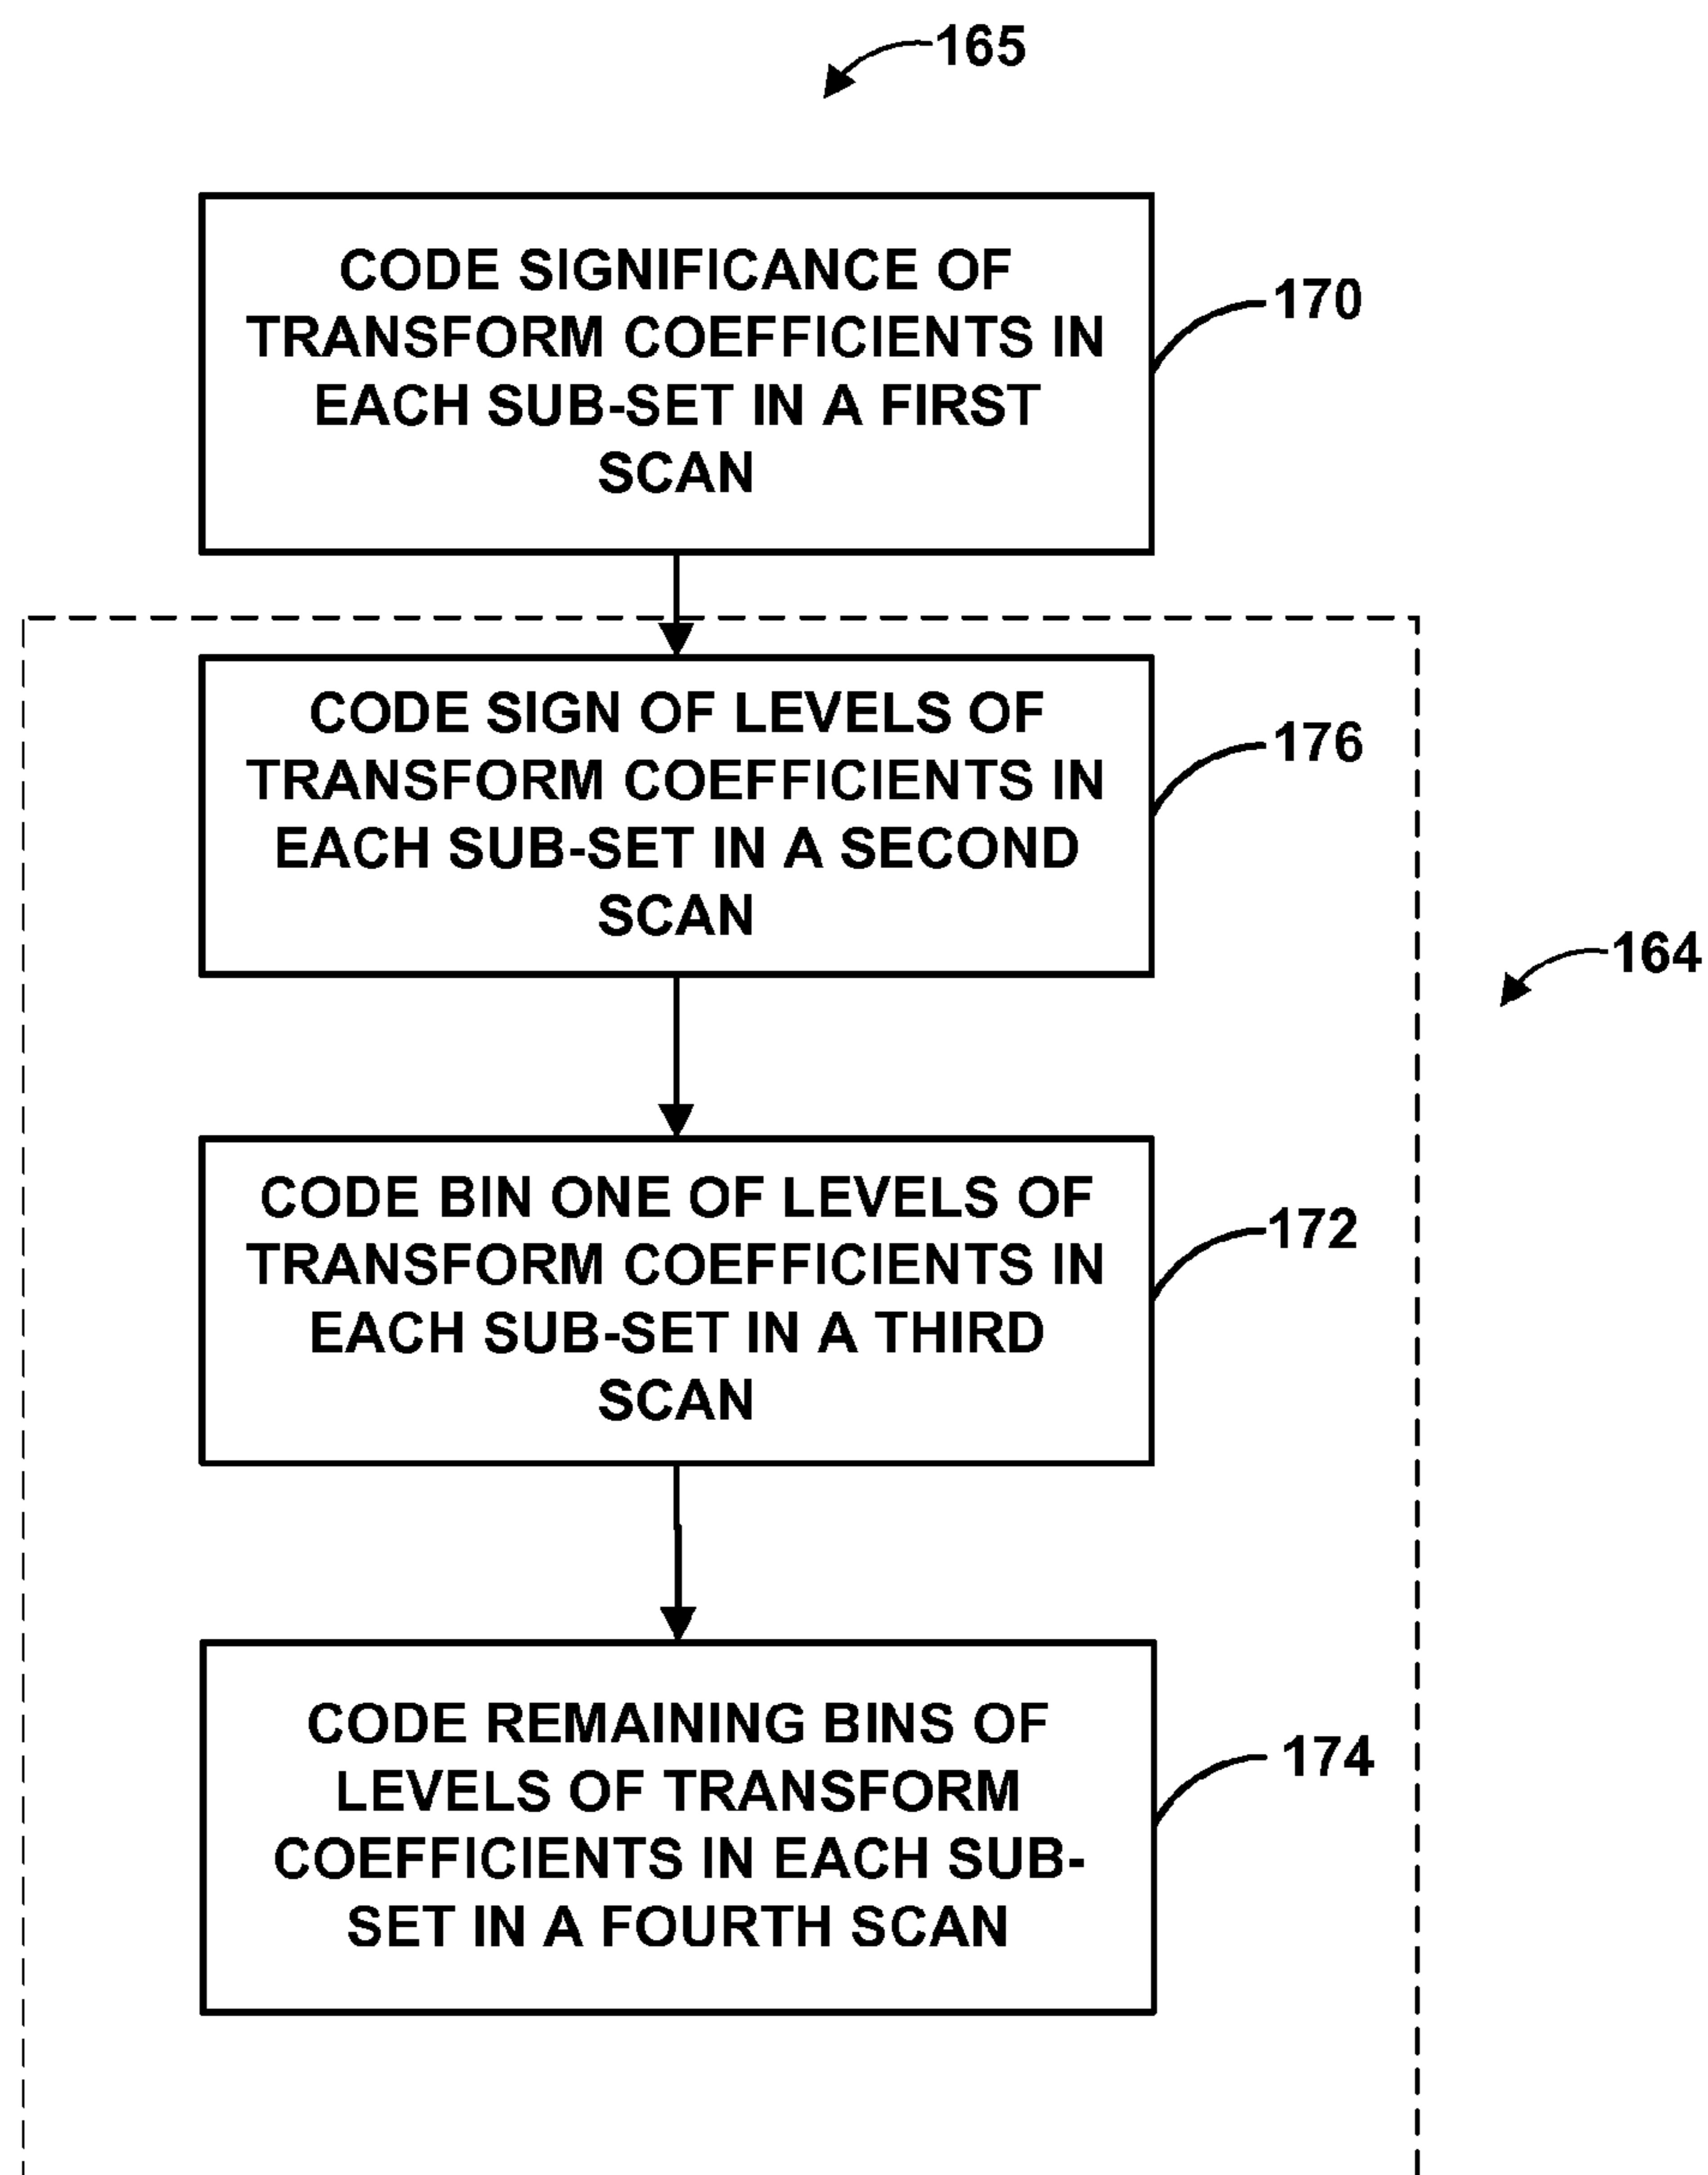 165
CODE SIGNIFICANCE OF
TRANSFORM COEFFICIENTS IN
EACH SUB-SET IN A FIRST
SCAN
170
CODE SIGN OF LEVELS OF
TRANSFORM COEFFICIENTS IN
EACH SUB-SET IN A SECOND
SCAN
176
164
CODE BIN ONE OF LEVELS OF
TRANSFORM COEFFICIENTS IN
EACH SUB-SET IN A THIRD
SCAN
172
CODE REMAINING BINS OF
LEVELS OF TRANSFORM
COEFFICIENTS IN EACH SUB-
SET IN A FOURTH SCAN
174